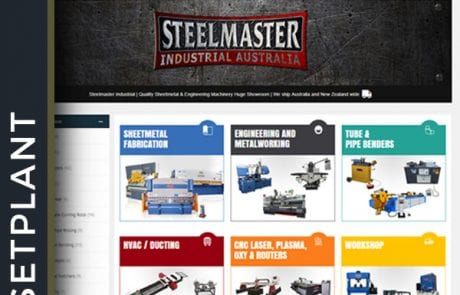 STEELMASTER
INDUSTRIAL AUSTRALIA
Steelmaster Industrial | Quality Sheetmetal & Engineering Machinery Huge Showroom | We ship Australia and New Zealand wide
SETPLANT
SHEETMETAL
FABRICATION
ENGINEERING AND
METALWORKING
TUBE &
PIPE BENDERS
HVAC / DUCTING
CNC LASER, PLASMA,
OXY & ROUTERS
WORKSHOP